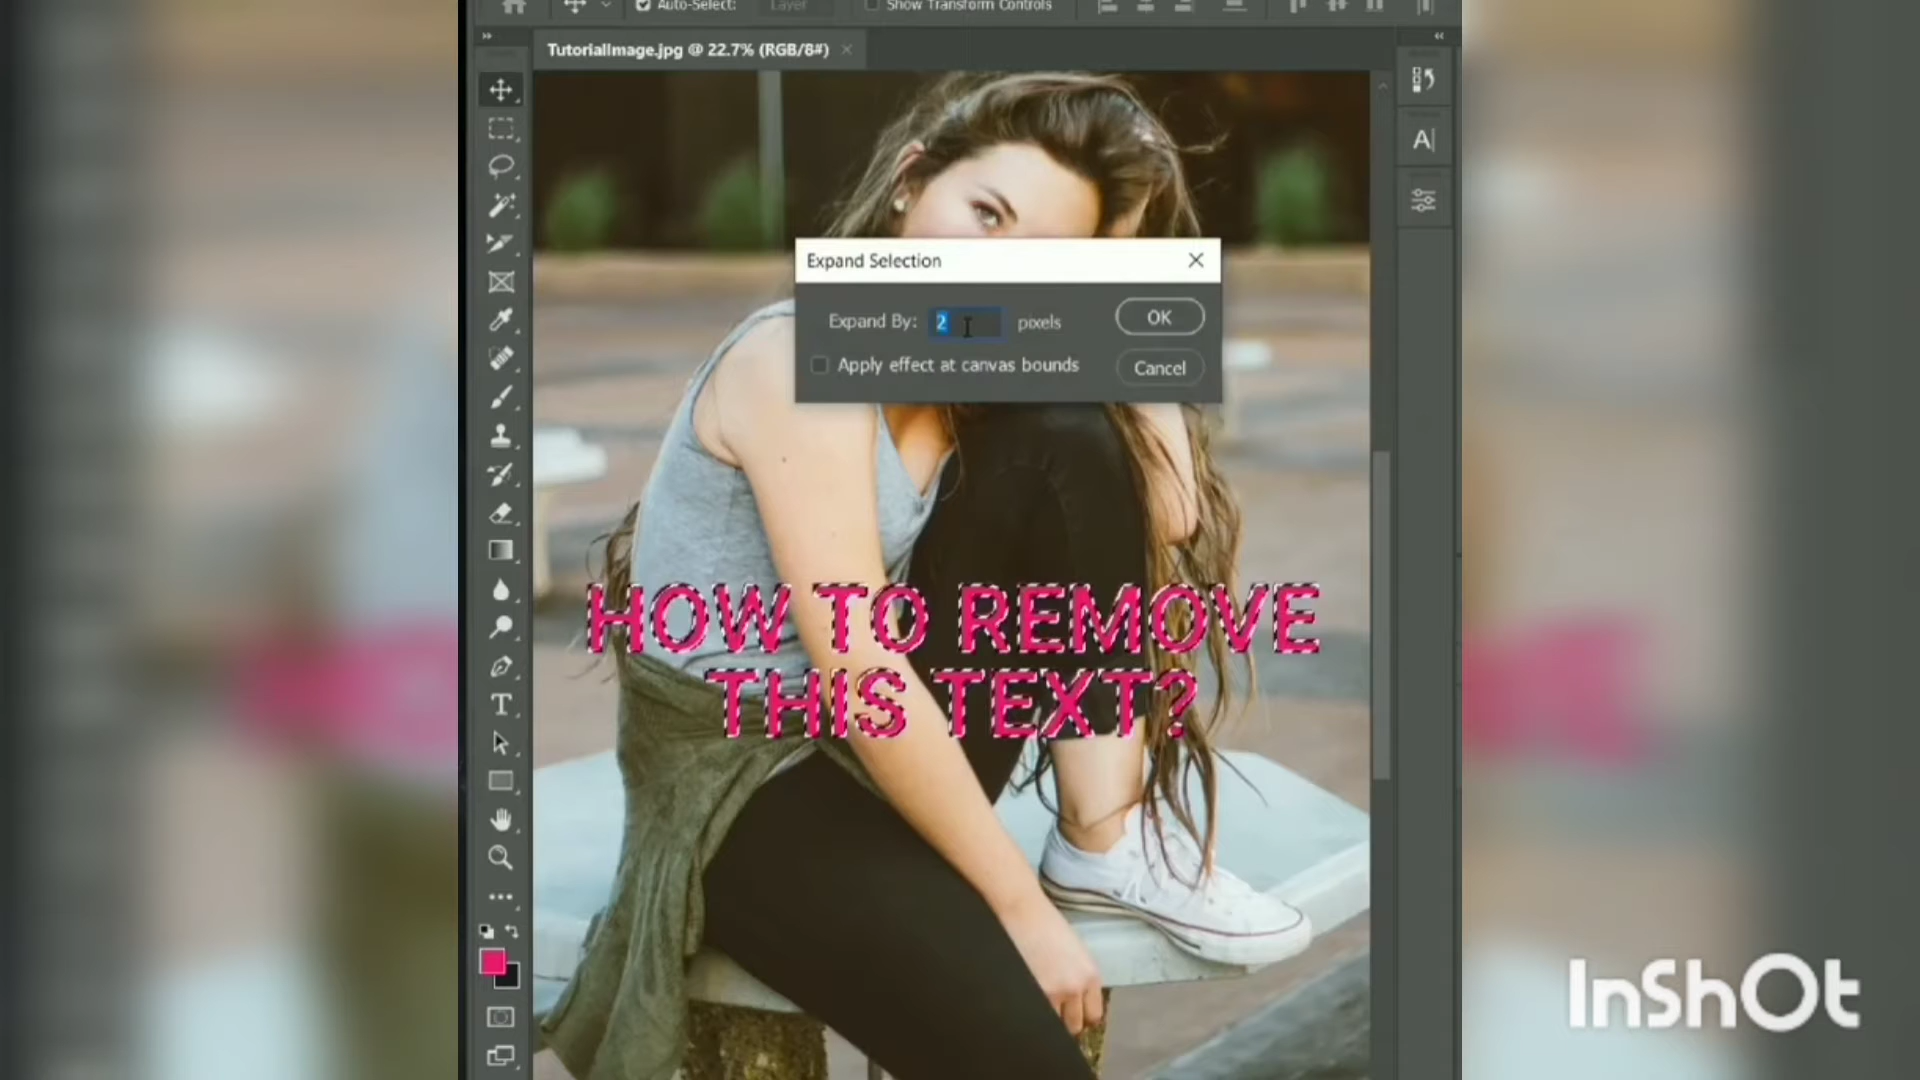 Auto-Select:
Layer
Show Transform Controls
TutorialImage.jpg @ 22.7% (RGB/8#)
Expand Selection
Expand By: 2 pixels
OK
Apply effect at canvas bounds
Cancel
HOW TO REMOVE
THIS TEXT?
InShOt